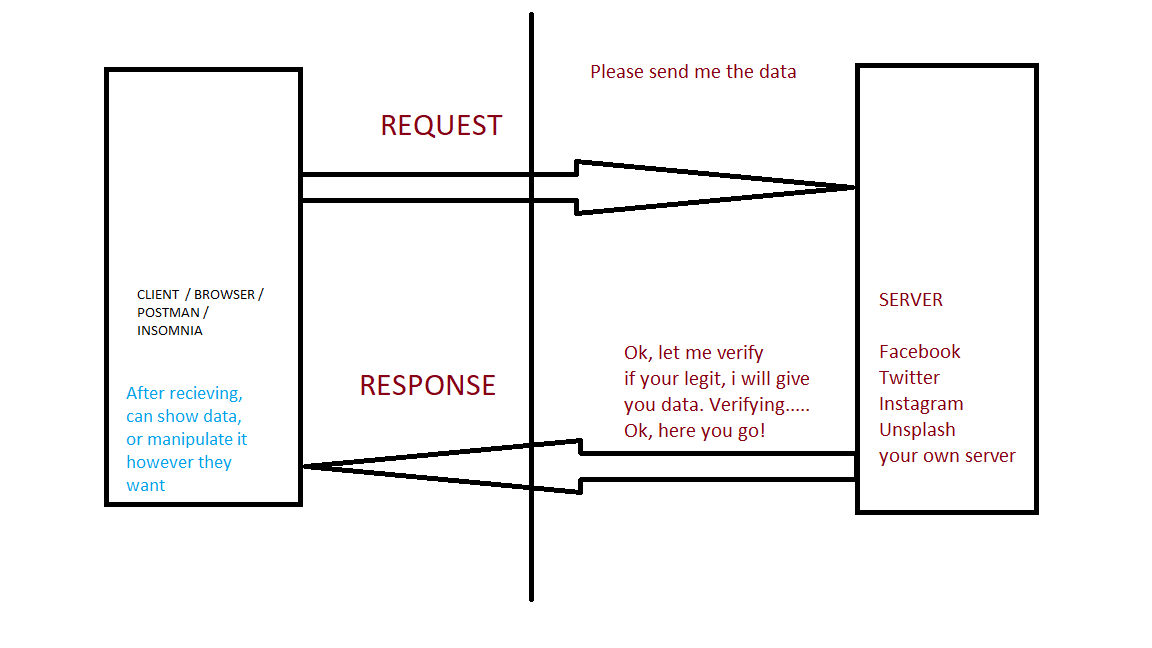 Please send me the data
REQUEST
CLIENT / BROWSER /
POSTMAN /
INSOMNIA
After recieving,
can show data,
or manipulate it
however they
want
RESPONSE
Ok, let me verify
if your legit, i will give
you data. Verifying.....
Ok, here you go!
SERVER
Facebook
Twitter
Instagram
Unsplash
your own server